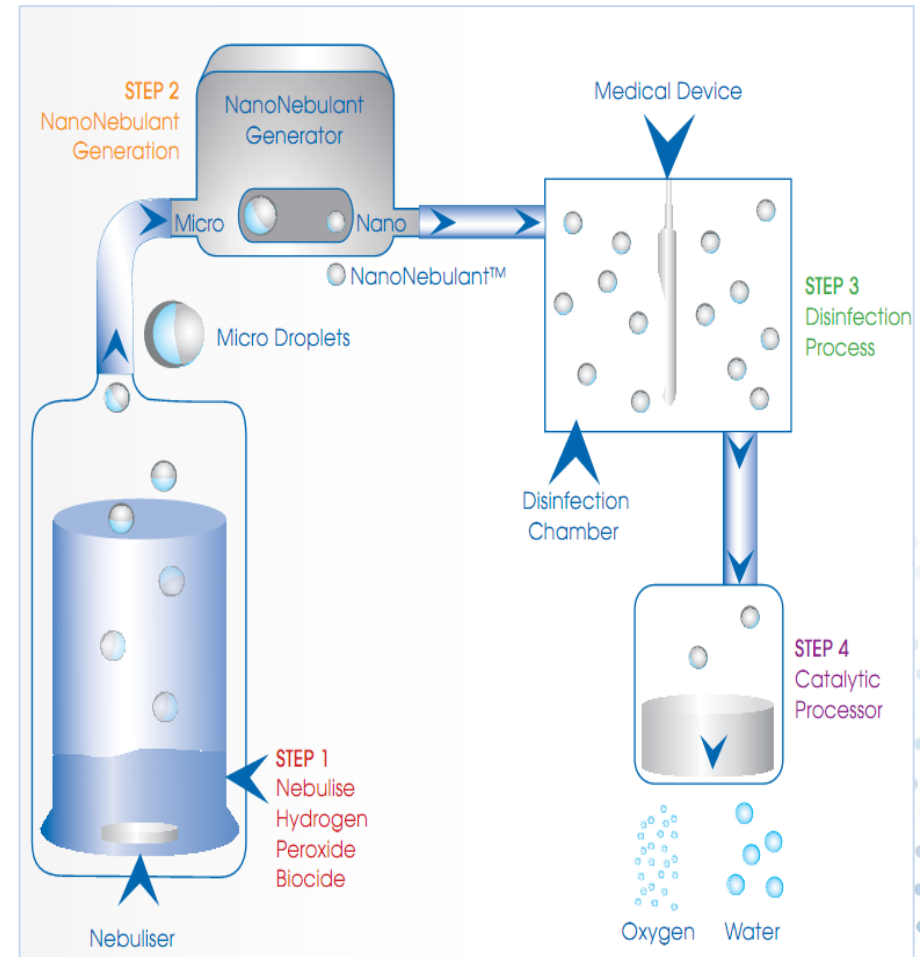 STEP 2
NanoNebulant
Generation
NanoNebulant
Generator
Micro
Nano
NanoNebulant™
Micro Droplets
Medical Device
STEP 3
Disinfection
Process
Disinfection
Chamber
STEP 4
Catalytic
Processor
STEP 1
Nebulise
Hydrogen
Peroxide
Biocide
Nebuliser
Oxygen
Water